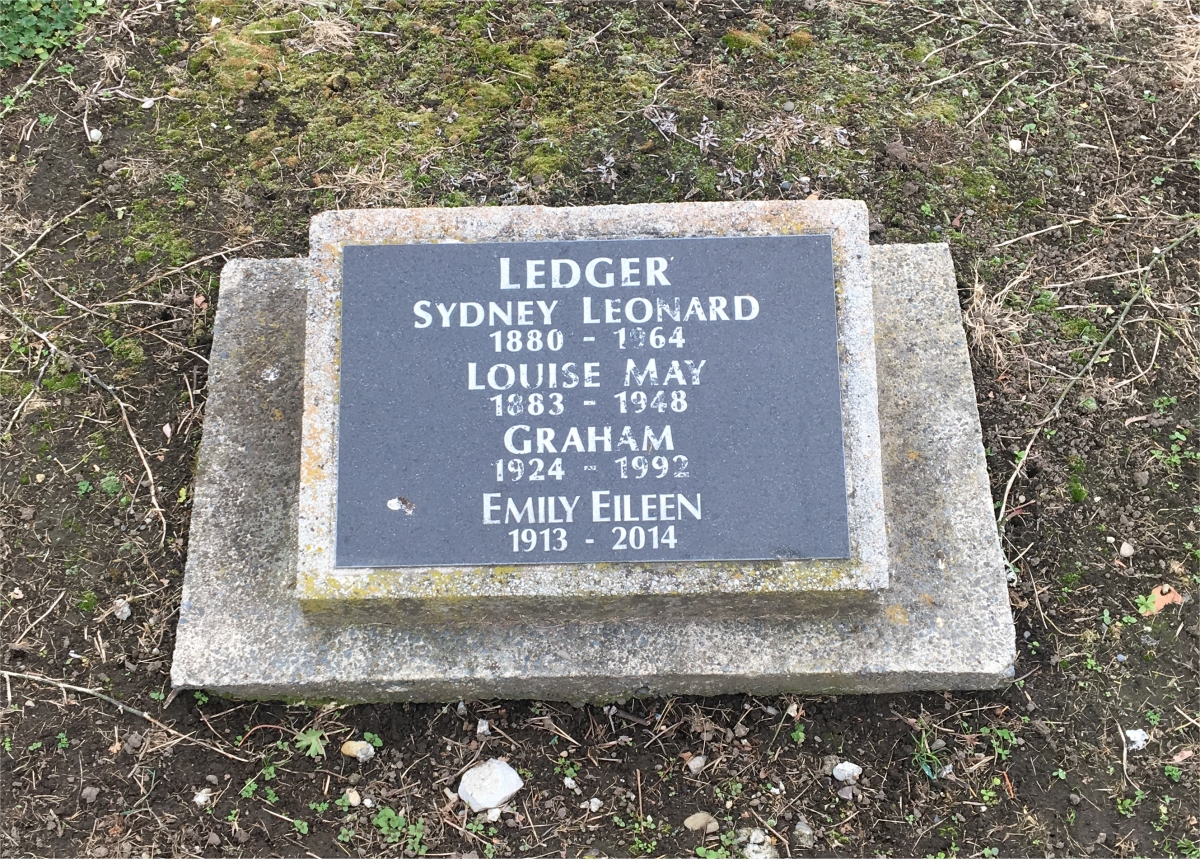 LEDGER
SYDNEY LEONARD
1880 - 1964
LOUISE MAY
1883 - 1948
GRAHAM
1924 - 1992
EMILY EILEEN
1913 - 2014